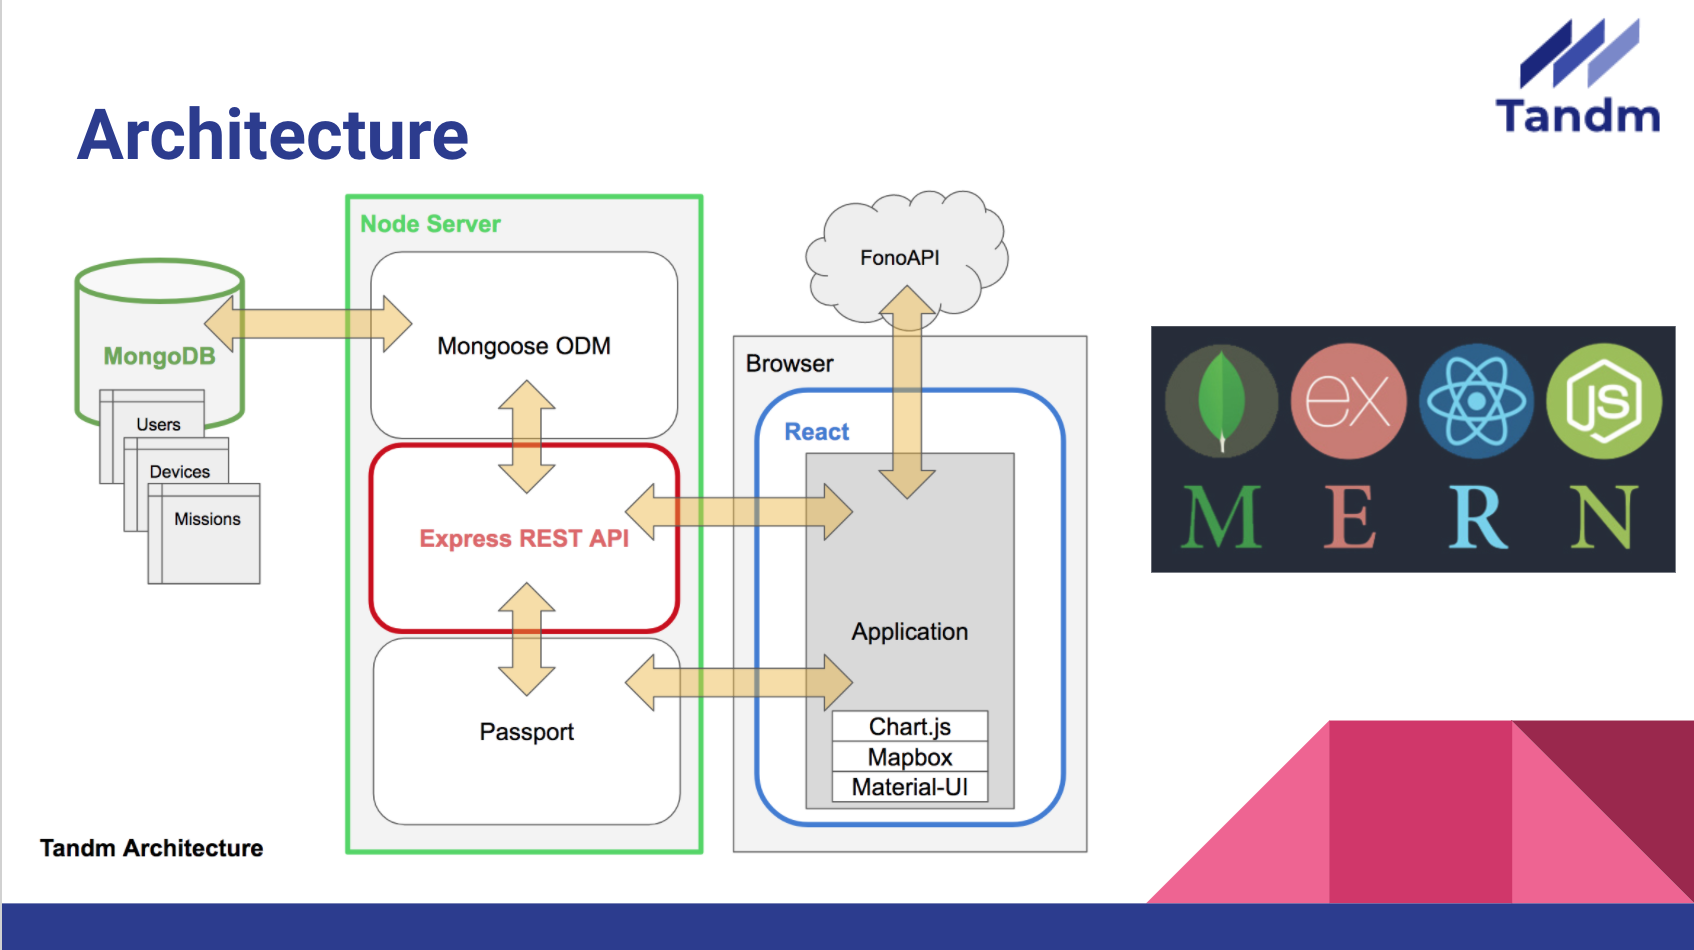 Tandm
Architecture
Node Server
MongoDB
Users
Devices
Missions
Mongoose ODM
Express REST API
Passport
FonoAPI
Browser
React
Application
Chart.js
Mapbox
Material-UI
ex
JS
M E R N
Tandm Architecture